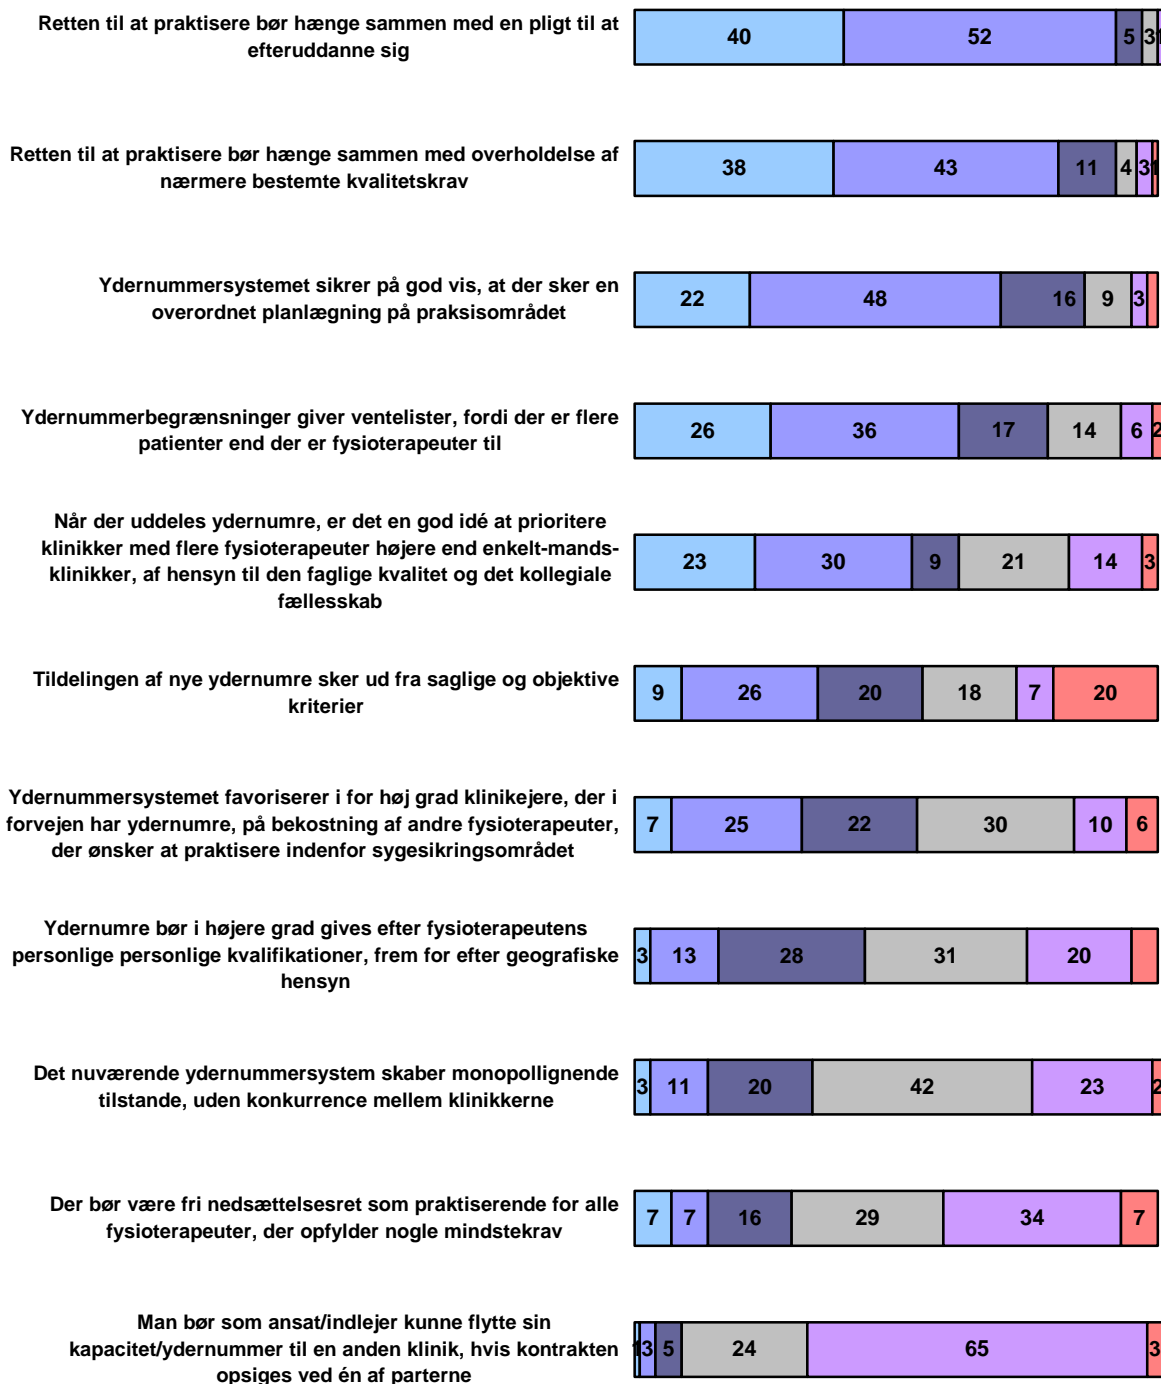 Retten til at praktisere bør hænge sammen med en pligt til at
efteruddanne sig
40 52 5 3 1
Retten til at praktisere bør hænge sammen med overholdelse af
nærmere bestemte kvalitetskrav
38 43 11 4 3 1
Ydernummersystemet sikrer på god vis, at der sker en
overordnet planlægning på praksisområdet
22 48 16 9 3
Ydernummerbegrænsninger giver ventelister, fordi der er flere
patienter end der er fysioterapeuter til
26 36 17 14 6 2
Når der uddeles ydernumre, er det en god idé at prioritere
klinikker med flere fysioterapeuter højere end enkelt-mands-
klinikker, af hensyn til den faglige kvalitet og det kollegiale
fællesskab
23 30 9 21 14 3
Tildelingen af nye ydernumre sker ud fra saglige og objektive
kriterier
9 26 20 18 7 20
Ydernummersystemet favoriserer i for høj grad klinikejere, der i
forvejen har ydernumre, på bekostning af andre fysioterapeuter,
der ønsker at praktisere indenfor sygesikringsområdet
7 25 22 30 10 6
Ydernumre bør i højere grad gives efter fysioterapeutens
personlige personlige kvalifikationer, frem for efter geografiske
hensyn
3 13 28 31 20
Det nuværende ydernummersystem skaber monopollignende
tilstande, uden konkurrence mellem klinikkerne
3 11 20 42 23 2
Der bør være fri nedsættelsesret som praktiserende for alle
fysioterapeuter, der opfylder nogle mindstekrav
7 7 16 29 34 7
Man bør som ansat/indlejer kunne flytte sin
kapacitet/ydernummer til en anden klinik, hvis kontrakten
opsiges ved én af parterne
1 3 5 24 65 3